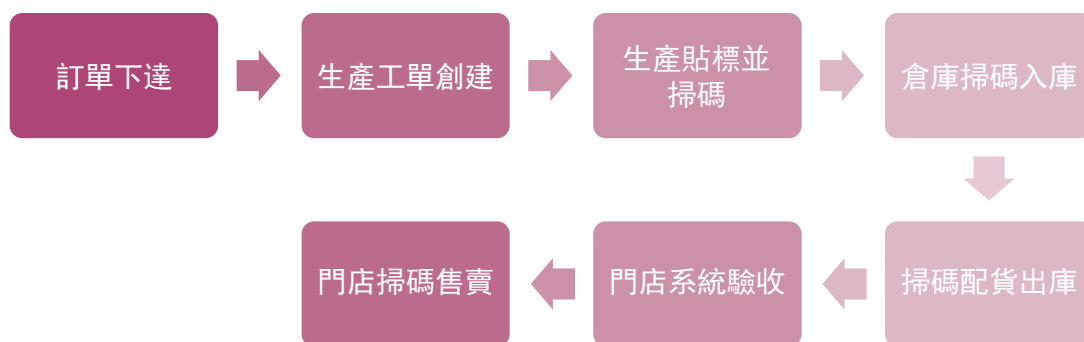 訂單下達
生產工單創建
生產貼標並
掃碼
倉庫掃碼入庫
掃碼配貨出庫
門店系統驗收
門店掃碼售賣